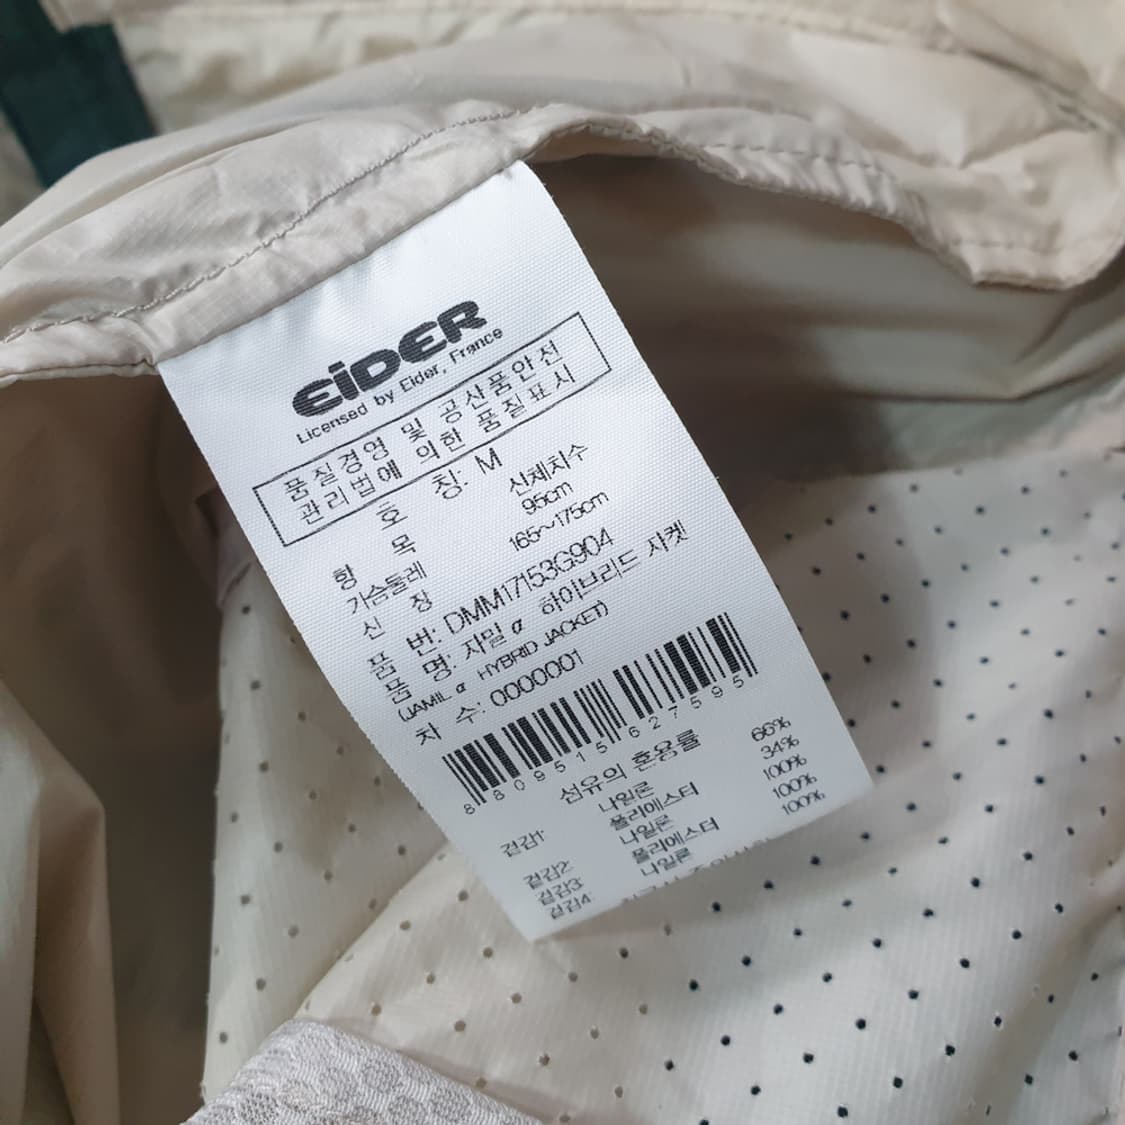 EiDER
Licensed by Eider, France
품질경영 및 공산품안전
관리법에 의한 품질표시
호 칭: M
항 목 신체치수
가슴둘레 95cm
신 장 165~175cm
품 번: DMM17153G904
품 명: 자밀 α 하이브리드 자켓
(JAMIL α HYBRID JACKET)
차 수: 0000001
8809515627595
섬유의 혼용률
겉감1: 나일론 66%
폴리에스터 34%
겉감2: 나일론 100%
겉감3: 폴리에스터 100%
겉감4: 나일론 100%